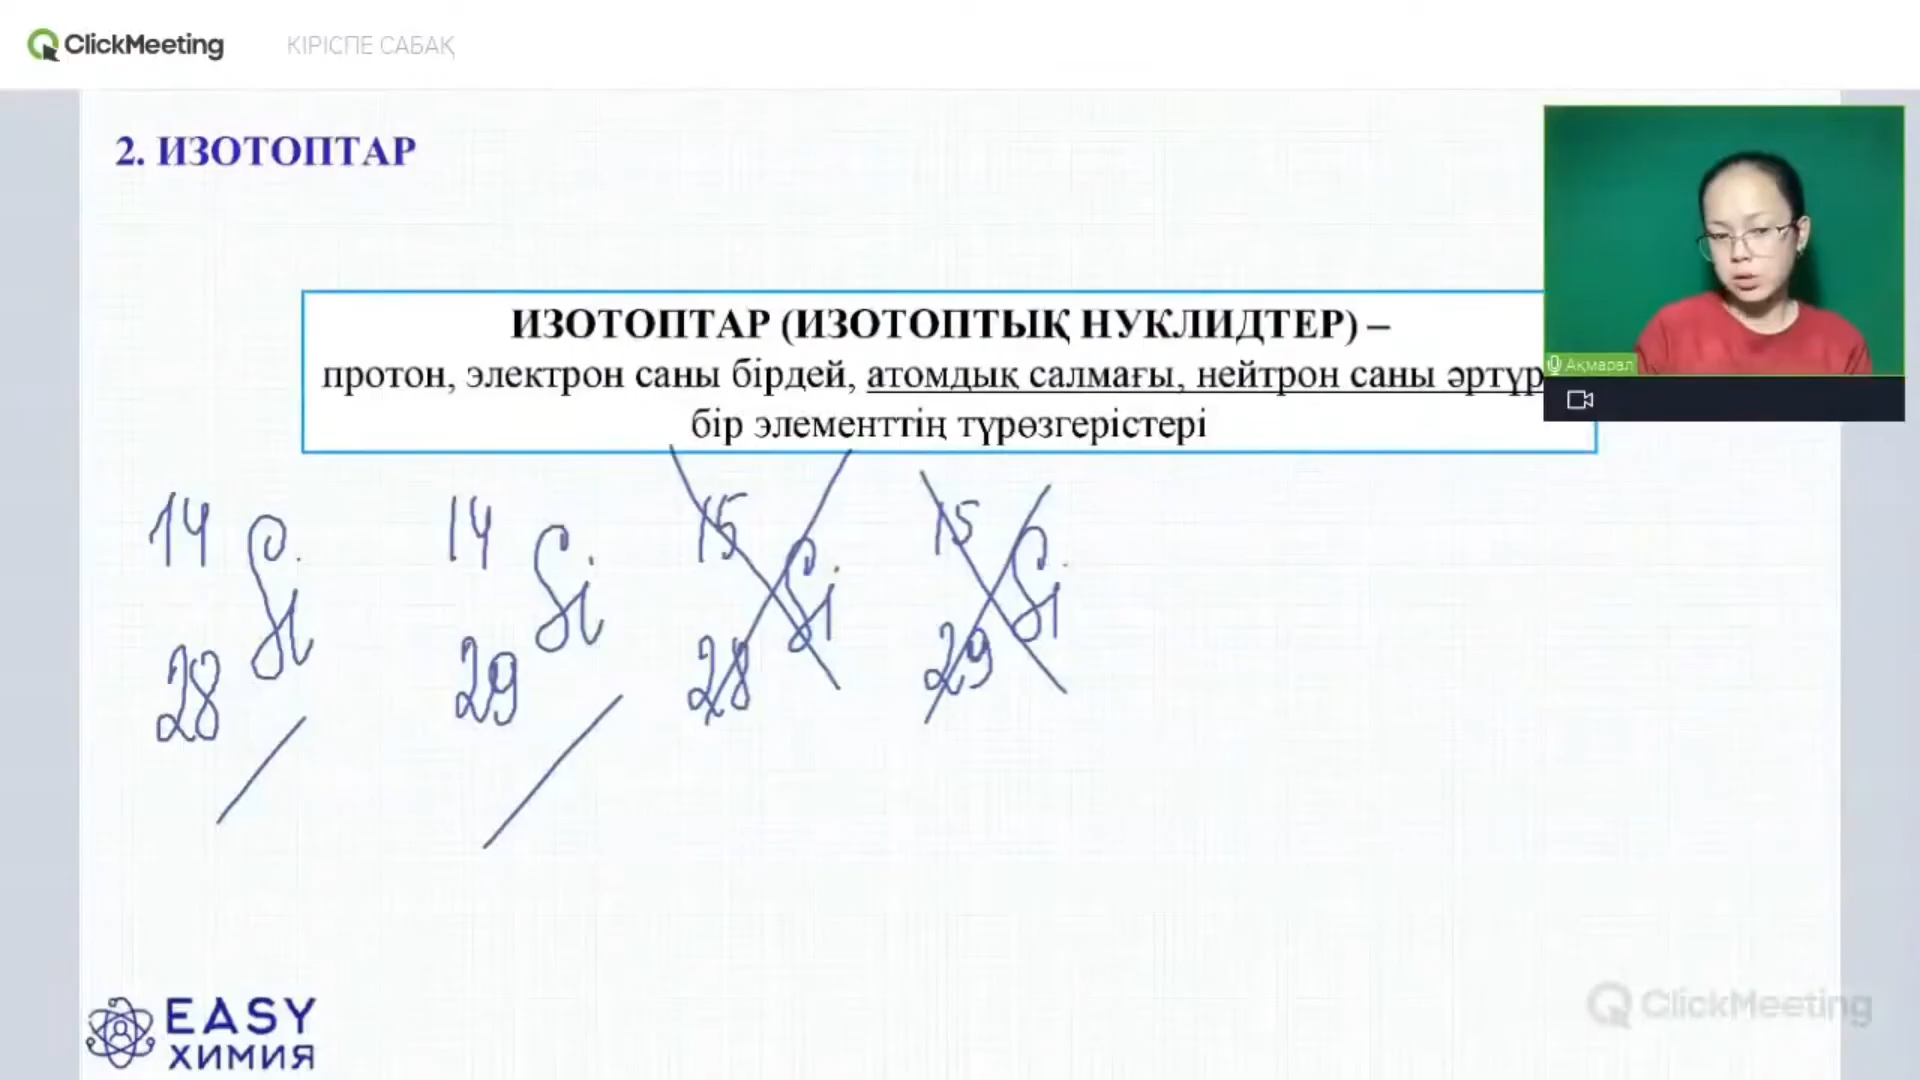 ClickMeeting
КІРІСПЕ САБАҚ
2. ИЗОТОПТАР
ИЗОТОПТАР (ИЗОТОПТЫҚ НУКЛИДТЕР) –
протон, электрон саны бірдей, атомдық салмағы, нейтрон саны әртүр
бір элементтің түрөзгерістері
Ақмарал
14 Si 28
14 Si 29
15 Si 28
15 Si 29
EASY
ХИМИЯ
ClickMeeting